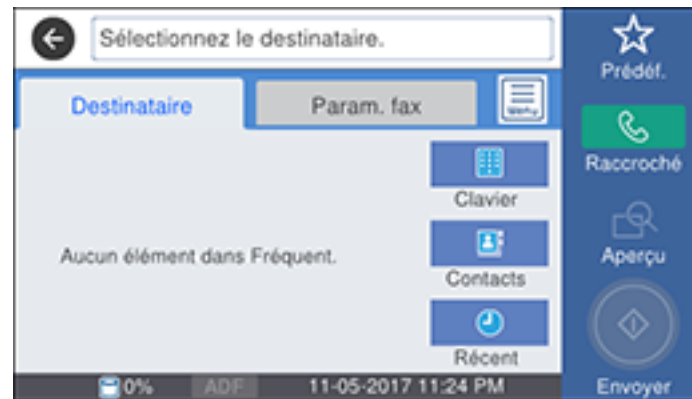 Sélectionnez le destinataire.
Prédéf.
Destinataire
Param. fax
Menu
Raccroché
Clavier
Aucun élément dans Fréquent.
Aperçu
Contacts
Récent
0%
ADF
11-05-2017 11:24 PM
Envoyer